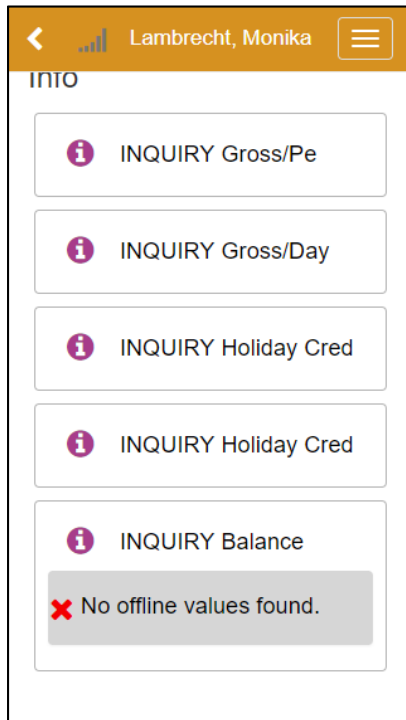 Lambrecht, Monika
Info
INQUIRY Gross/Pe
INQUIRY Gross/Day
INQUIRY Holiday Cred
INQUIRY Holiday Cred
INQUIRY Balance
No offline values found.